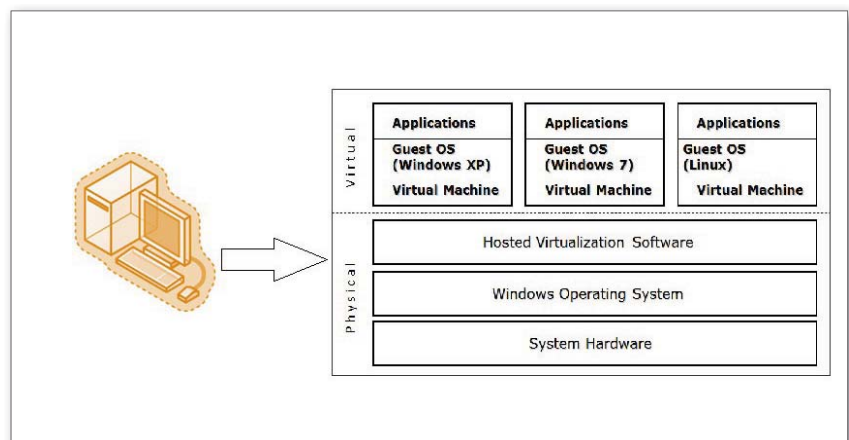 Virtual
Applications
Guest OS
(Windows XP)
Virtual Machine
Applications
Guest OS
(Windows 7)
Virtual Machine
Applications
Guest OS
(Linux)
Virtual Machine
Physical
Hosted Virtualization Software
Windows Operating System
System Hardware